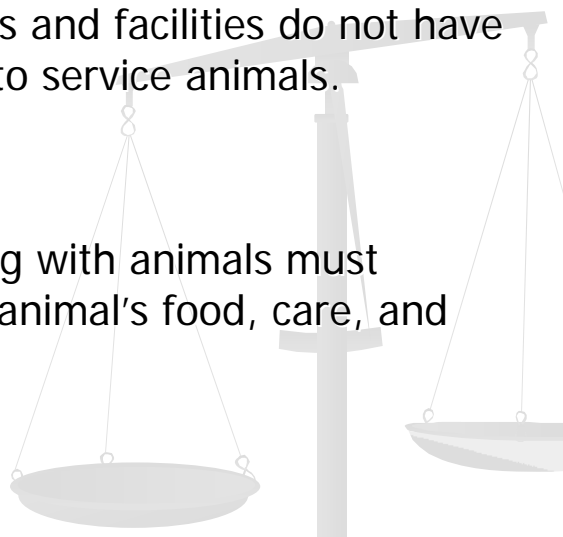 s and facilities do not have
to service animals.
g with animals must
animal's food, care, and